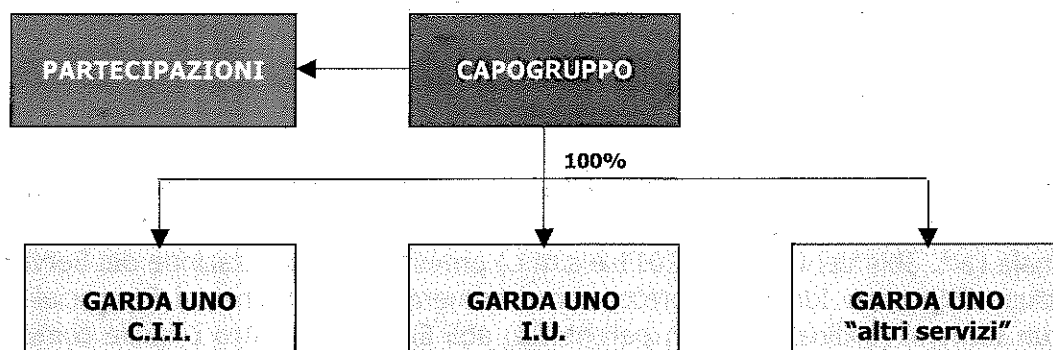 PARTECIPAZIONI
CAPOGRUPPO
100%
GARDA UNO
C.I.I.
GARDA UNO
I.U.
GARDA UNO
"altri servizi"